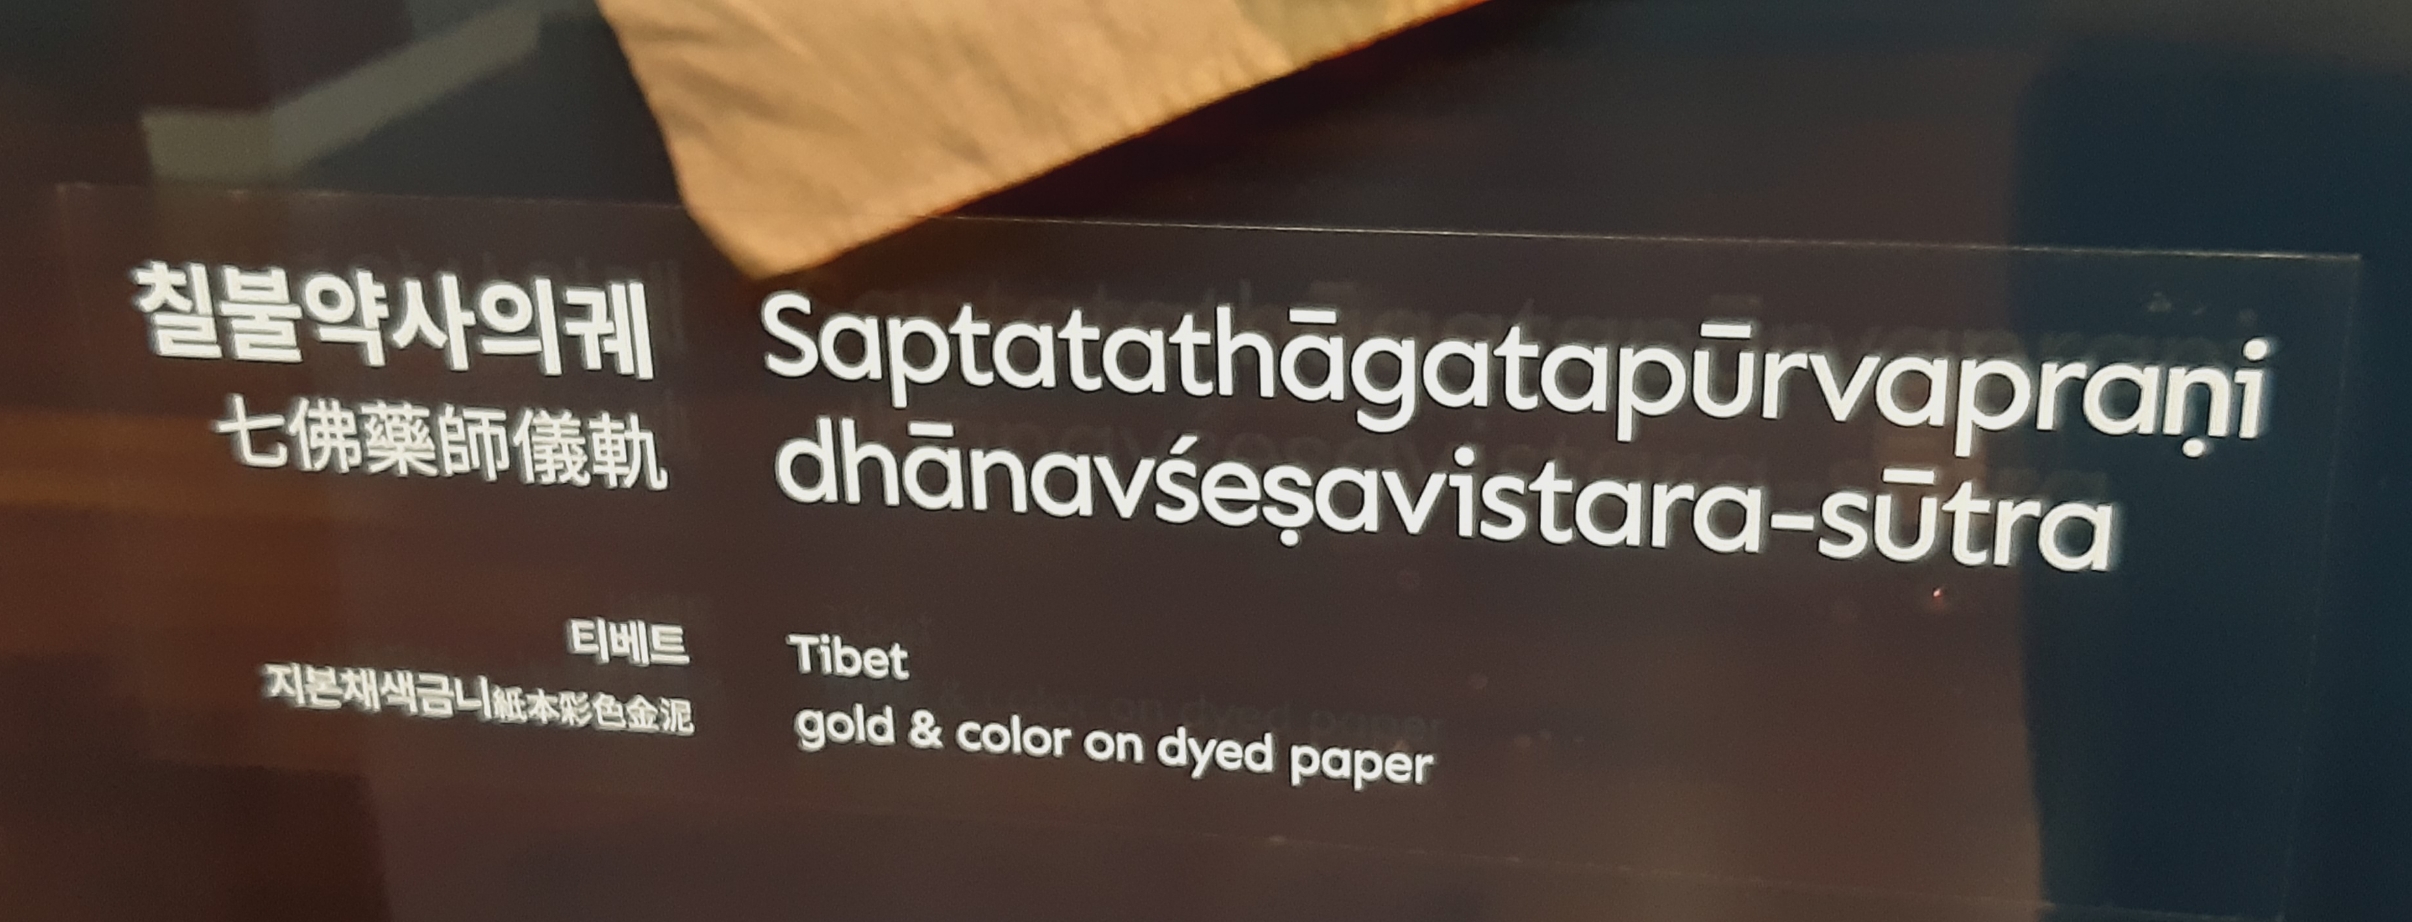 칠불약사의궤
七佛藥師儀軌
Saptatathāgatapūrvapraṇi
dhānavśeṣavistara-sūtra
티베트
지본채색금니紙本彩色金泥
Tibet
gold & color on dyed paper